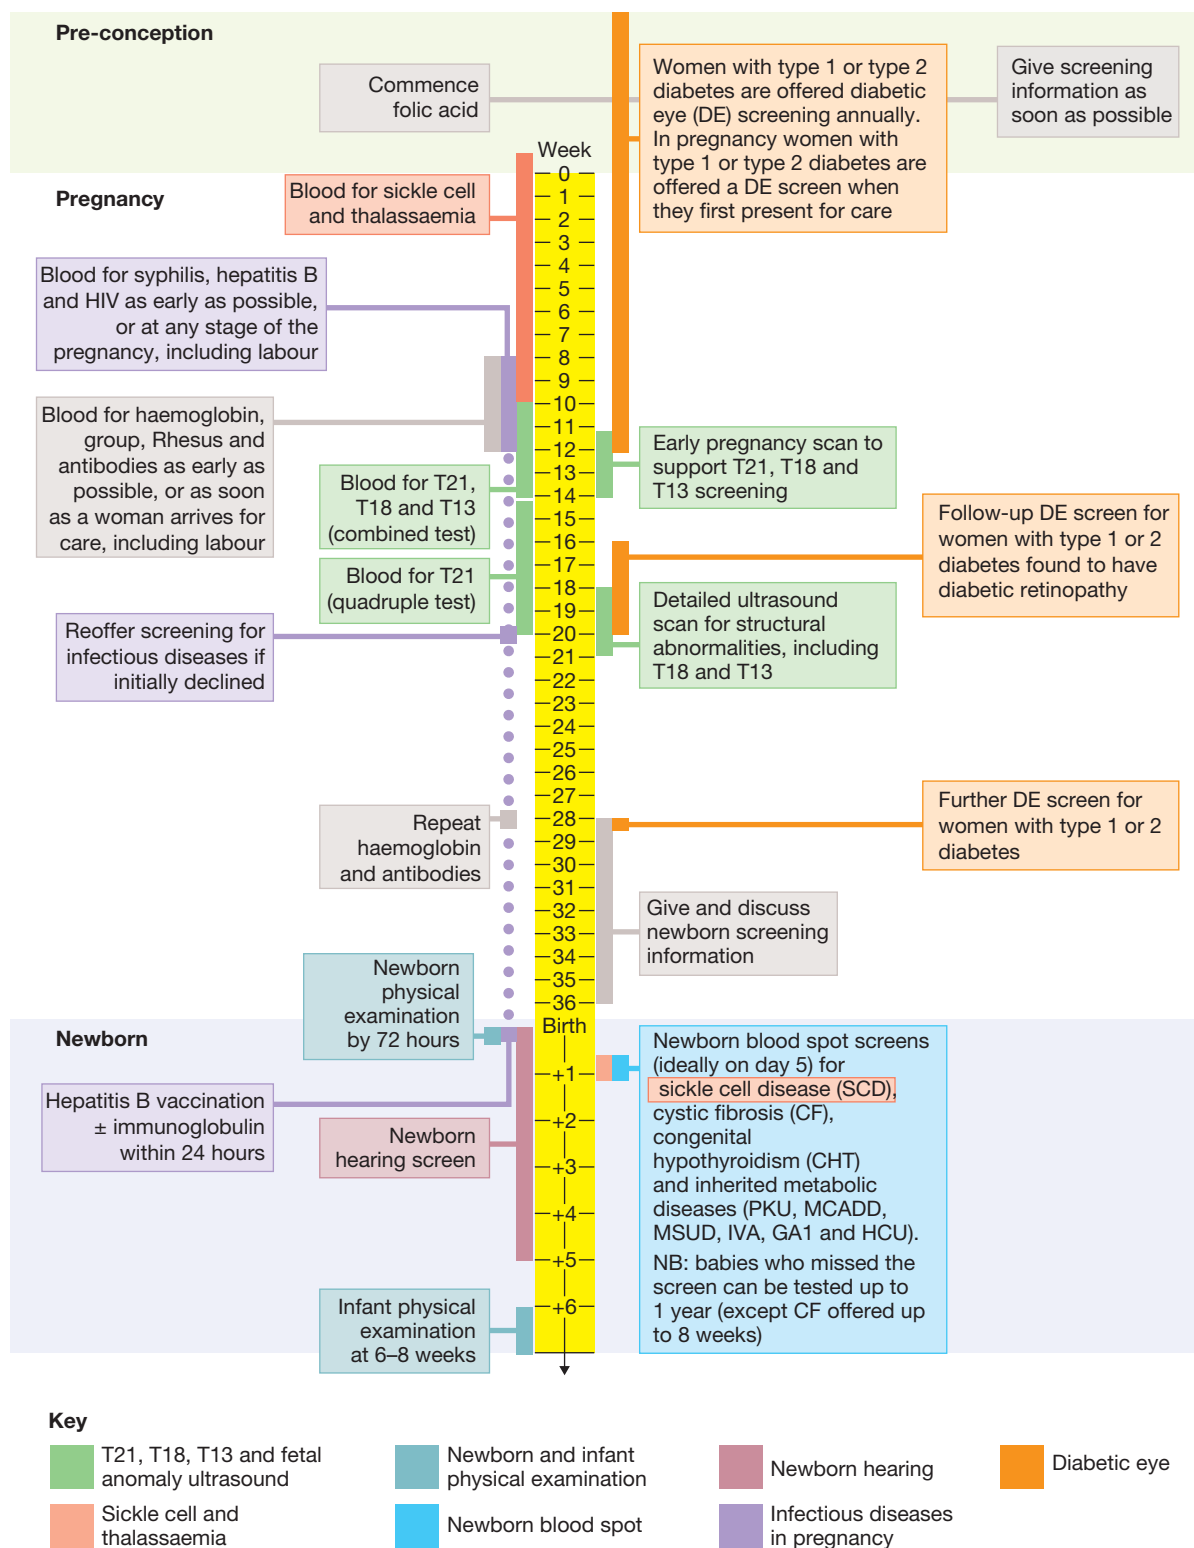 Pre-conception
Commence
folic acid
Women with type 1 or type 2
diabetes are offered diabetic
eye (DE) screening annually.
In pregnancy women with
type 1 or type 2 diabetes are
offered a DE screen when
they first present for care
Give screening
information as
soon as possible
Week
0
1
2
3
4
5
6
7
8
9
10
11
12
13
14
15
16
17
18
19
20
21
22
23
24
25
26
27
28
29
30
31
32
33
34
35
36
Birth
+1
+2
+3
+4
+5
+6
Pregnancy
Blood for sickle cell
and thalassaemia
Blood for syphilis, hepatitis B
and HIV as early as possible,
or at any stage of the
pregnancy, including labour
Blood for haemoglobin,
group, Rhesus and
antibodies as early as
possible, or as soon
as a woman arrives for
care, including labour
Blood for T21,
T18 and T13
(combined test)
Early pregnancy scan to
support T21, T18 and
T13 screening
Blood for T21
(quadruple test)
Follow-up DE screen for
women with type 1 or 2
diabetes found to have
diabetic retinopathy
Detailed ultrasound
scan for structural
abnormalities, including
T18 and T13
Reoffer screening for
infectious diseases if
initially declined
Repeat
haemoglobin
and antibodies
Further DE screen for
women with type 1 or 2
diabetes
Give and discuss
newborn screening
information
Newborn
Newborn
physical
examination
by 72 hours
Hepatitis B vaccination
± immunoglobulin
within 24 hours
Newborn
hearing screen
Newborn blood spot screens
(ideally on day 5) for
sickle cell disease (SCD),
cystic fibrosis (CF),
congenital
hypothyroidism (CHT)
and inherited metabolic
diseases (PKU, MCADD,
MSUD, IVA, GA1 and HCU).
NB: babies who missed the
screen can be tested up to
1 year (except CF offered up
to 8 weeks)
Infant physical
examination
at 6–8 weeks
Key
T21, T18, T13 and fetal
anomaly ultrasound
Newborn and infant
physical examination
Newborn hearing
Diabetic eye
Sickle cell and
thalassaemia
Newborn blood spot
Infectious diseases
in pregnancy